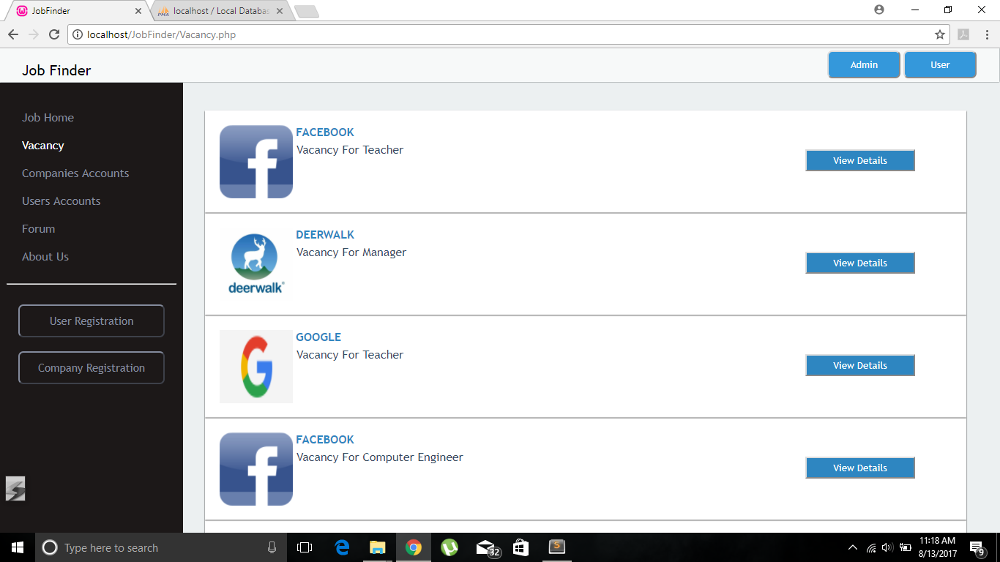 JobFinder
PMA
localhost / Local Databas
localhost/JobFinder/Vacancy.php
Job Finder
Admin
User
Job Home
Vacancy
Companies Accounts
Users Accounts
Forum
About Us
User Registration
Company Registration
FACEBOOK
Vacancy For Teacher
View Details
deerwalk
DEERWALK
Vacancy For Manager
View Details
GOOGLE
Vacancy For Teacher
View Details
FACEBOOK
Vacancy For Computer Engineer
View Details
Type here to search
32
11:18 AM
8/13/2017
9